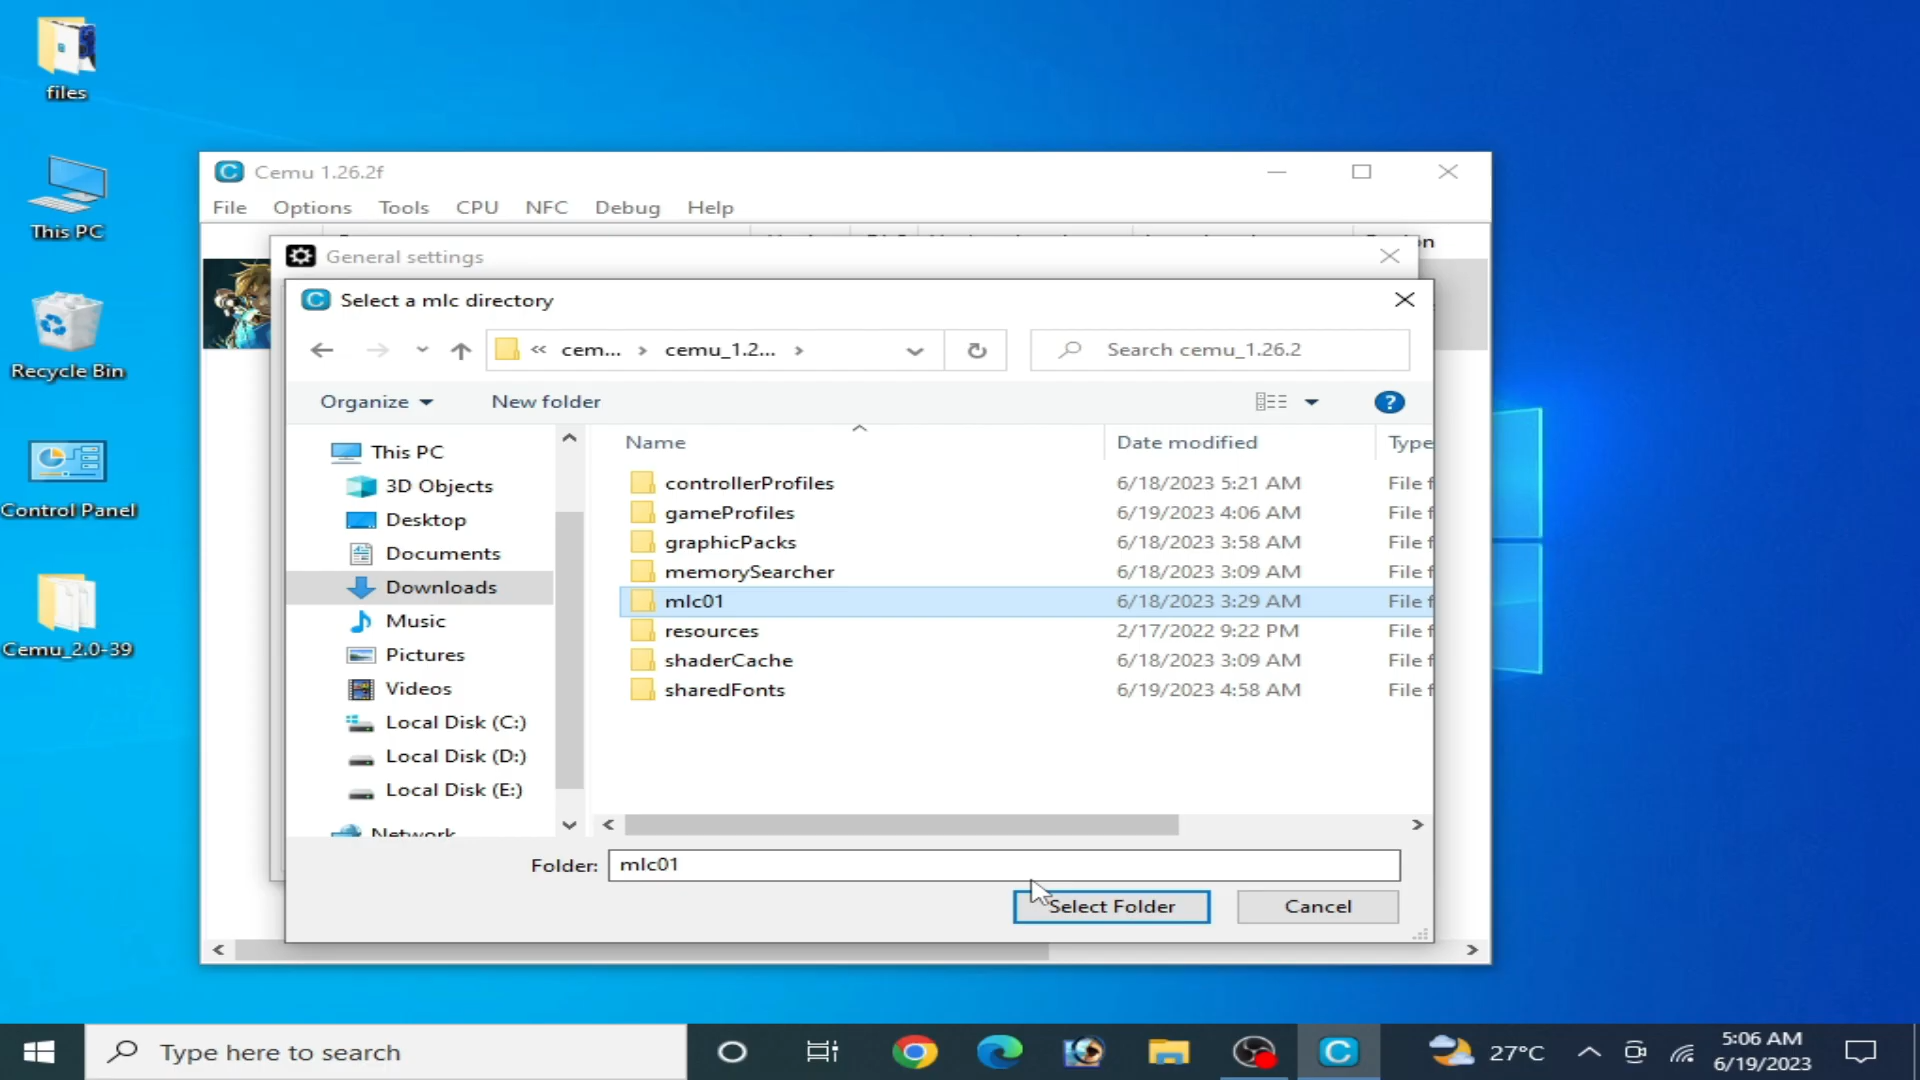 files
This PC
Recycle Bin
Control Panel
Cemu_2.0-39
Cemu 1.26.2f
File Options Tools CPU NFC Debug Help
General settings
Select a mlc directory
« cem... › cemu_1.2... ›
Search cemu_1.26.2
Organize
New folder
?
This PC
3D Objects
Desktop
Documents
Downloads
Music
Pictures
Videos
Local Disk (C:)
Local Disk (D:)
Local Disk (E:)
Network
Name Date modified Type
controllerProfiles 6/18/2023 5:21 AM File f
gameProfiles 6/19/2023 4:06 AM File f
graphicPacks 6/18/2023 3:58 AM File f
memorySearcher 6/18/2023 3:09 AM File f
mlc01 6/18/2023 3:29 AM File f
resources 2/17/2022 9:22 PM File f
shaderCache 6/18/2023 3:09 AM File f
sharedFonts 6/19/2023 4:58 AM File f
Folder: mlc01
Select Folder Cancel
Type here to search
27°C
5:06 AM
6/19/2023